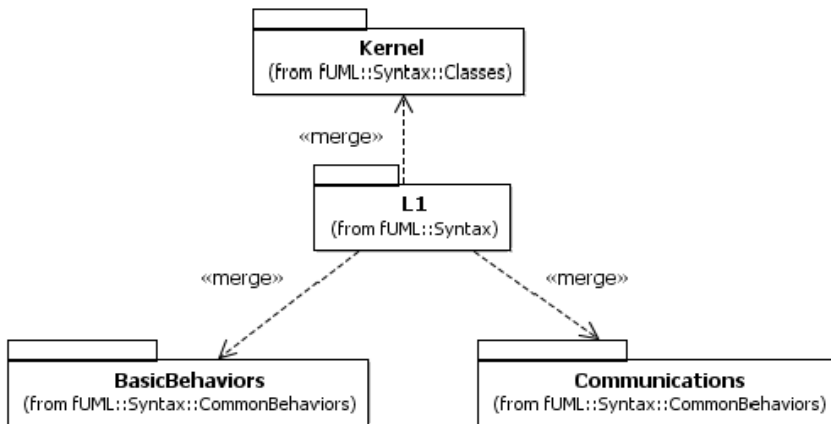 Kernel
(from fUML::Syntax::Classes)
«merge»
L1
(from fUML::Syntax)
«merge»
«merge»
BasicBehaviors
(from fUML::Syntax::CommonBehaviors)
Communications
(from fUML::Syntax::CommonBehaviors)